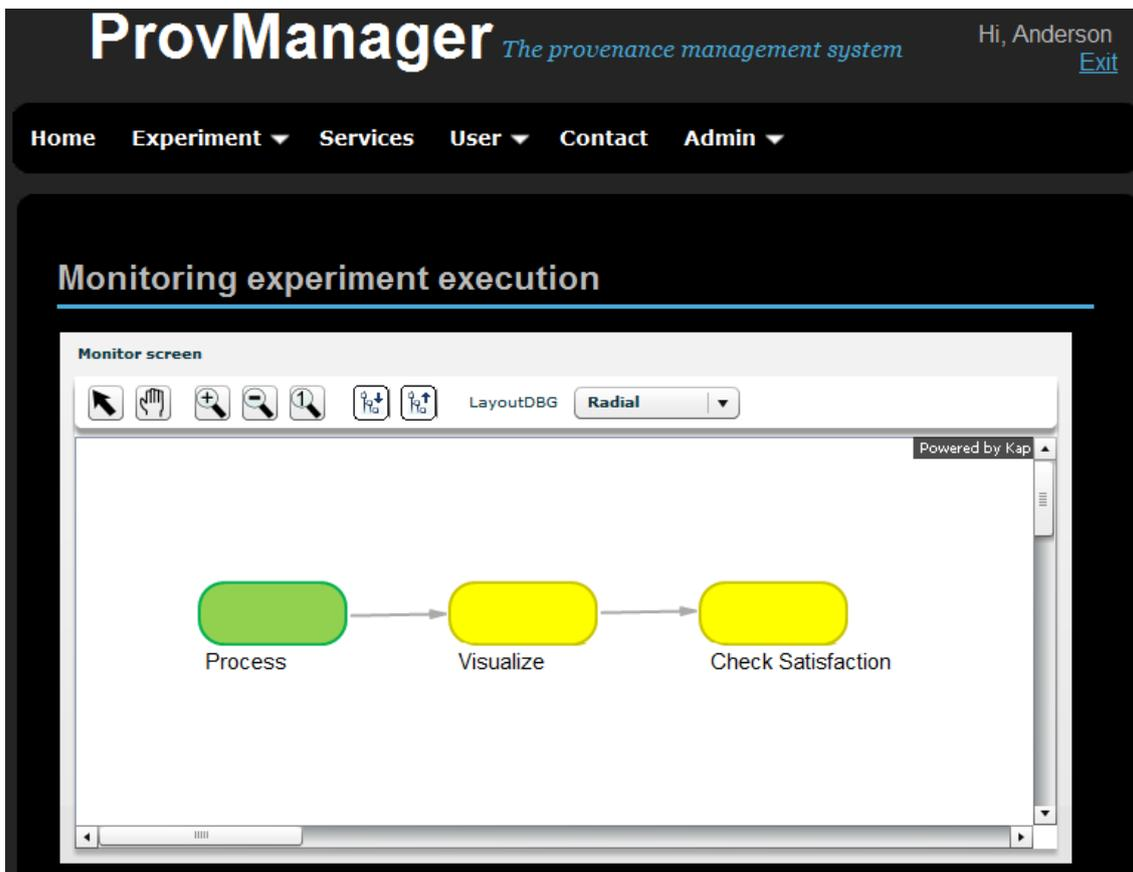 ProvManager The provenance management system
Hi, Anderson
Exit
Home Experiment Services User Contact Admin
Monitoring experiment execution
Monitor screen
LayoutDBG Radial
Powered by Kap
Process Visualize Check Satisfaction